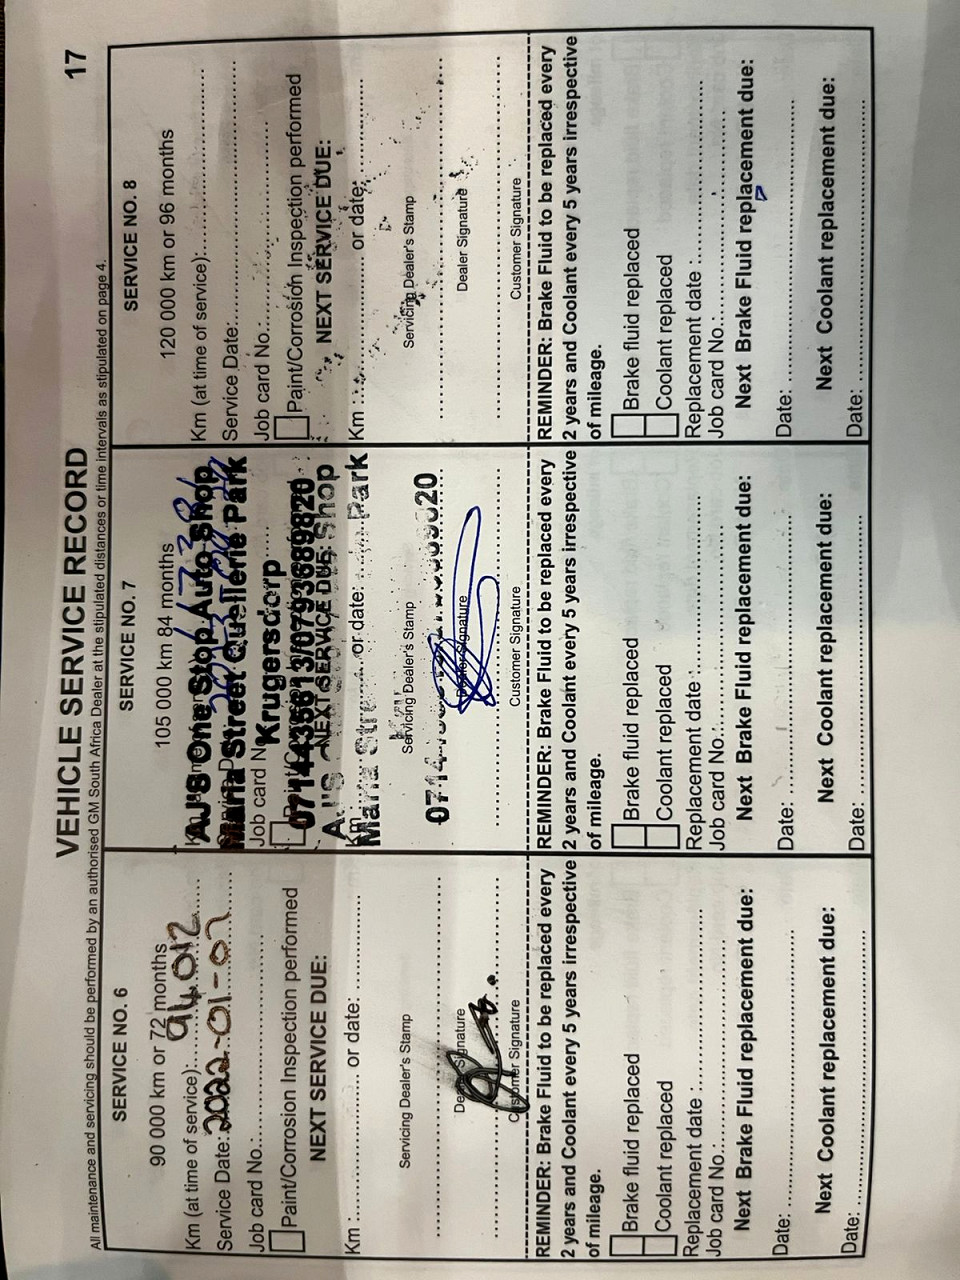 VEHICLE SERVICE RECORD
17
All maintenance and servicing should be performed by an authorised GM South Africa Dealer at the stipulated distances or time intervals as stipulated on page 4.
SERVICE NO. 6
90 000 km or 72 months
Km (at time of service): 94 012
Service Date: 2022-01-07
Job card No.:
Paint/Corrosion Inspection performed
NEXT SERVICE DUE:
Km : or date:
Servicing Dealer's Stamp
Dealer Signature
Customer Signature
REMINDER: Brake Fluid to be replaced every
2 years and Coolant every 5 years irrespective
of mileage.
Brake fluid replaced
Coolant replaced
Replacement date :
Job card No.:
Next Brake Fluid replacement due:
Date:
Next Coolant replacement due:
Date:
SERVICE NO. 7
105 000 km 84 months
AJ'S One Stop Auto Shop
Maria Street Quellerie Park
Job card N
Krugersdorp
0714435613/0793689820
NEXT SERVICE DUE
Shop
Km or date:
Maria Park
Servicing Dealer's Stamp
Dealer Signature
Customer Signature
REMINDER: Brake Fluid to be replaced every
2 years and Coolant every 5 years irrespective
of mileage.
Brake fluid replaced
Coolant replaced
Replacement date :
Job card No.:
Next Brake Fluid replacement due:
Date:
Next Coolant replacement due:
Date:
SERVICE NO. 8
120 000 km or 96 months
Km (at time of service):
Service Date:
Job card No.:
Paint/Corrosion Inspection performed
NEXT SERVICE DUE:
Km : or date:
Servicing Dealer's Stamp
Dealer Signature
Customer Signature
REMINDER: Brake Fluid to be replaced every
2 years and Coolant every 5 years irrespective
of mileage.
Brake fluid replaced
Coolant replaced
Replacement date :
Job card No.:
Next Brake Fluid replacement due:
Date:
Next Coolant replacement due:
Date: